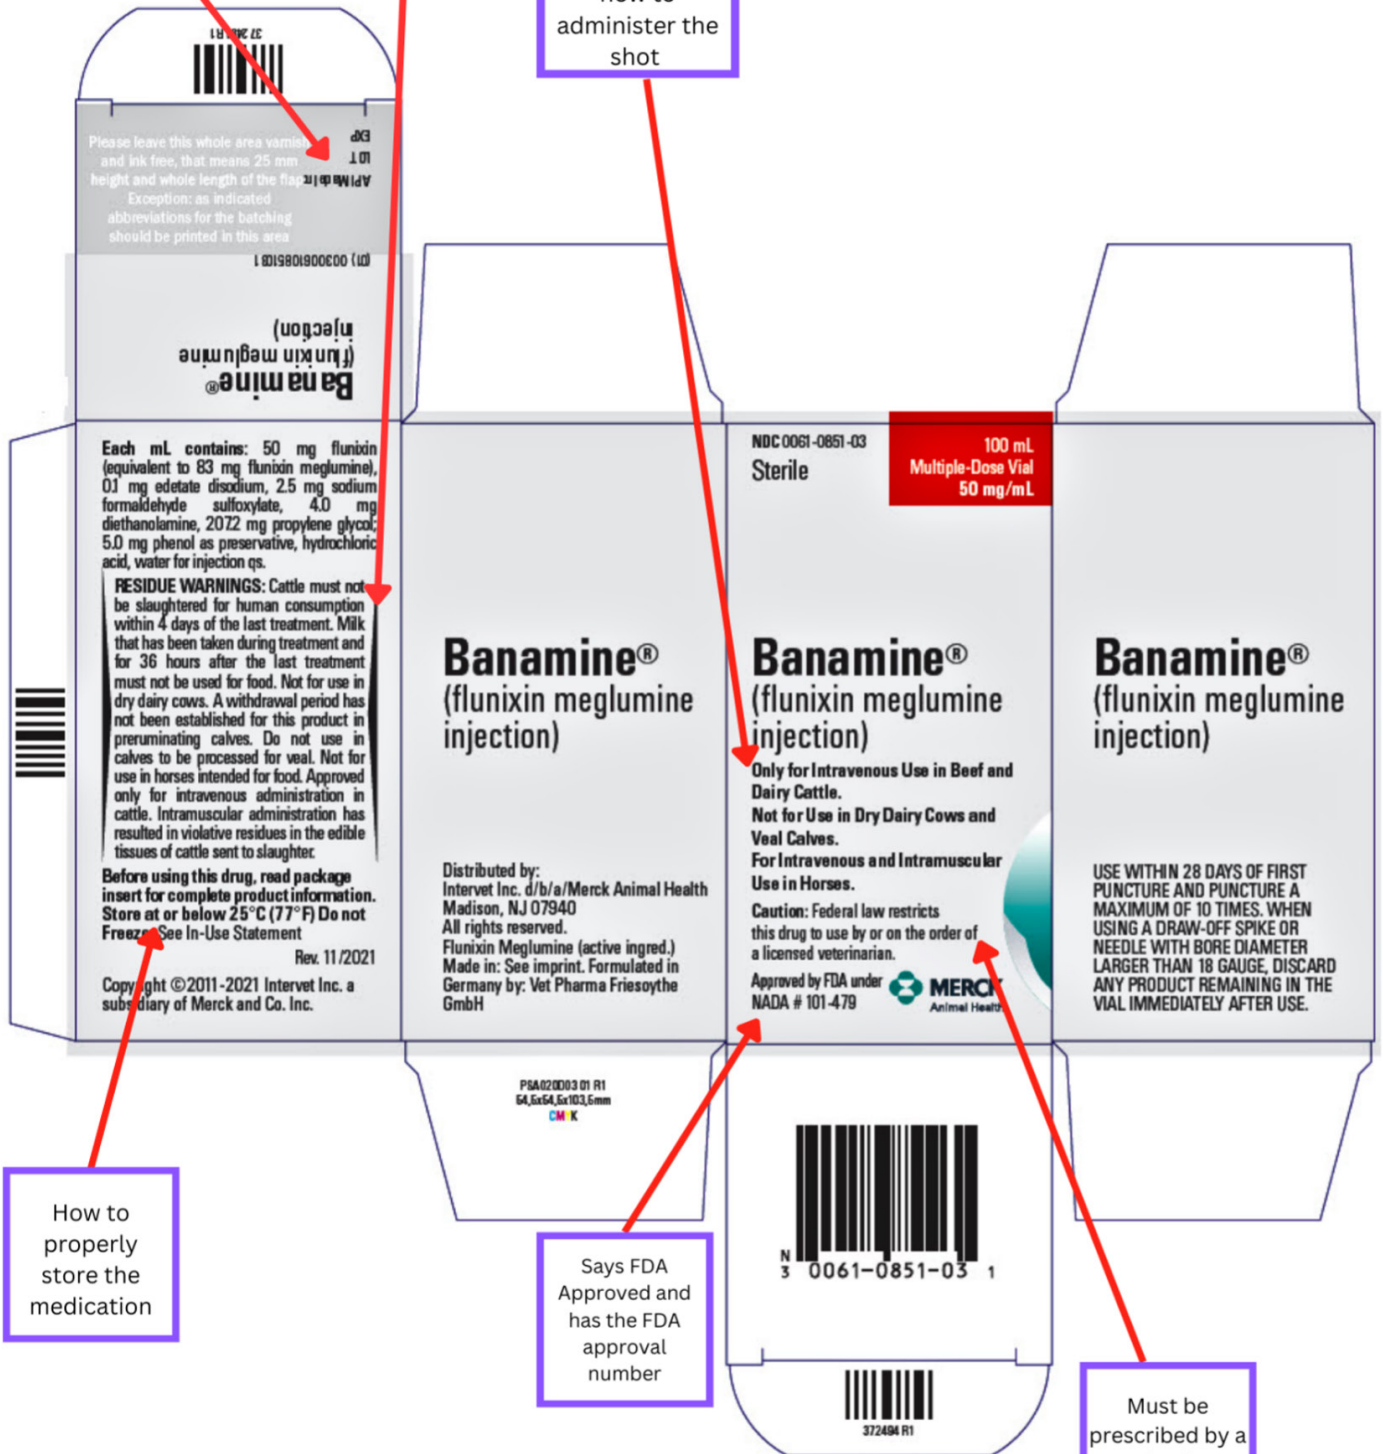 administer the
shot
37 2493 R1
Please leave this whole area varnish
and ink free, that means 25 mm
height and whole length of the flap
Exception: as indicated
abbreviations for the batching
should be printed in this area
EXP
LOT
API Made In:
(01) 00300610851031
Banamine®
(flunixin meglumine
injection)
Each mL contains: 50 mg flunixin
(equivalent to 83 mg flunixin meglumine),
0.1 mg edetate disodium, 2.5 mg sodium
formaldehyde sulfoxylate, 4.0 mg
diethanolamine, 207.2 mg propylene glycol;
5.0 mg phenol as preservative, hydrochloric
acid, water for injection qs.
RESIDUE WARNINGS: Cattle must not
be slaughtered for human consumption
within 4 days of the last treatment. Milk
that has been taken during treatment and
for 36 hours after the last treatment
must not be used for food. Not for use in
dry dairy cows. A withdrawal period has
not been established for this product in
preruminating calves. Do not use in
calves to be processed for veal. Not for
use in horses intended for food. Approved
only for intravenous administration in
cattle. Intramuscular administration has
resulted in violative residues in the edible
tissues of cattle sent to slaughter.
Before using this drug, read package
insert for complete product information.
Store at or below 25°C (77°F) Do not
Freeze. See In-Use Statement
Rev. 11/2021
Copyright ©2011-2021 Intervet Inc. a
subsidiary of Merck and Co. Inc.
Banamine®
(flunixin meglumine
injection)
Distributed by:
Intervet Inc. d/b/a/Merck Animal Health
Madison, NJ 07940
All rights reserved.
Flunixin Meglumine (active ingred.)
Made in: See imprint. Formulated in
Germany by: Vet Pharma Friesoythe
GmbH
PSA020D03 01 R1
54,5x54,5x103,5mm
CMYK
NDC 0061-0851-03
Sterile
100 mL
Multiple-Dose Vial
50 mg/mL
Banamine®
(flunixin meglumine
injection)
Only for Intravenous Use in Beef and
Dairy Cattle.
Not for Use in Dry Dairy Cows and
Veal Calves.
For Intravenous and Intramuscular
Use in Horses.
Caution: Federal law restricts
this drug to use by or on the order of
a licensed veterinarian.
Approved by FDA under
NADA # 101-479
MERCK
Animal Health
N
3 0061-0851-03 1
372494 R1
Banamine®
(flunixin meglumine
injection)
USE WITHIN 28 DAYS OF FIRST
PUNCTURE AND PUNCTURE A
MAXIMUM OF 10 TIMES. WHEN
USING A DRAW-OFF SPIKE OR
NEEDLE WITH BORE DIAMETER
LARGER THAN 18 GAUGE, DISCARD
ANY PRODUCT REMAINING IN THE
VIAL IMMEDIATELY AFTER USE.
How to
properly
store the
medication
Says FDA
Approved and
has the FDA
approval
number
Must be
prescribed by a